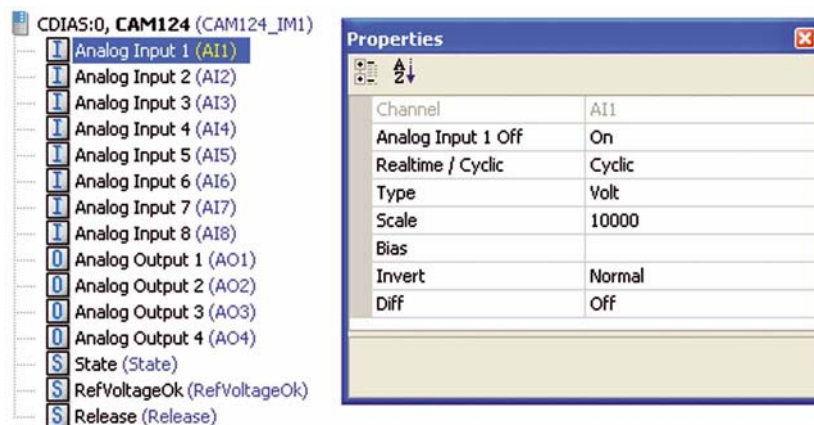 CDIAS:0, CAM124 (CAM124_IM1)
I Analog Input 1 (AI1)
I Analog Input 2 (AI2)
I Analog Input 3 (AI3)
I Analog Input 4 (AI4)
I Analog Input 5 (AI5)
I Analog Input 6 (AI6)
I Analog Input 7 (AI7)
I Analog Input 8 (AI8)
O Analog Output 1 (AO1)
O Analog Output 2 (AO2)
O Analog Output 3 (AO3)
O Analog Output 4 (AO4)
S State (State)
S RefVoltageOk (RefVoltageOk)
S Release (Release)
Properties
A Z
Channel AI1
Analog Input 1 Off On
Realtime / Cyclic Cyclic
Type Volt
Scale 10000
Bias
Invert Normal
Diff Off